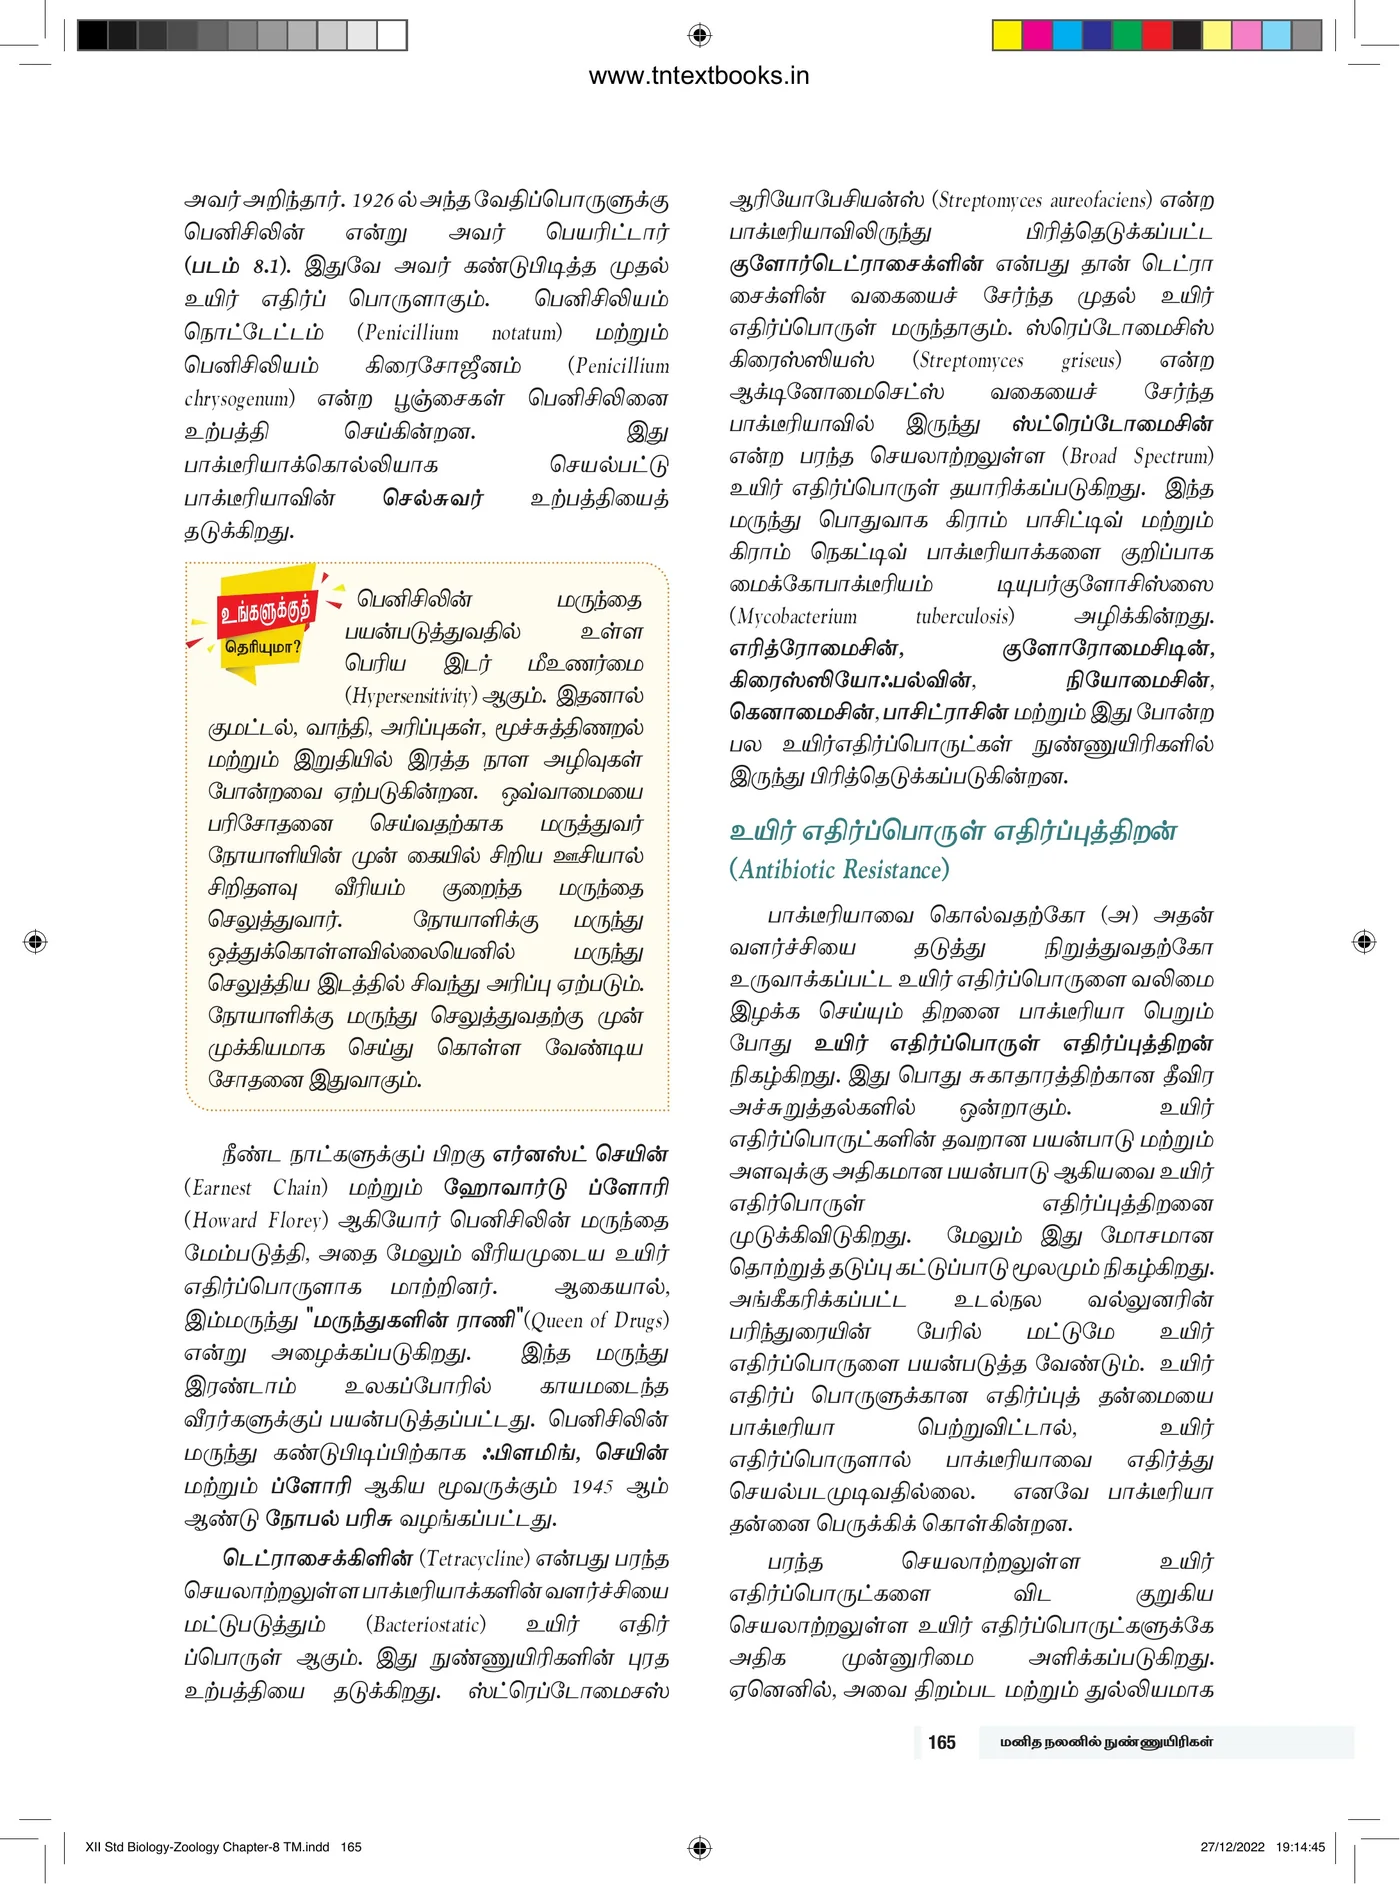 www.tntextbooks.in
அவர் அறிந்தார். 1926 ல் அந்த வேதிப்பொருளுக்கு
பெனிசிலின் என்று அவர் பெயரிட்டார்
(படம் 8.1). இதுவே அவர் கண்டுபிடித்த முதல்
உயிர் எதிர்ப் பொருளாகும். பெனிசிலியம்
நொட்டேட்டம் (Penicillium notatum) மற்றும்
பெனிசிலியம் கிரைசோஜீனம் (Penicillium
chrysogenum) என்ற பூஞ்சைகள் பெனிசிலினை
உற்பத்தி செய்கின்றன. இது
பாக்டீரியாக்கொல்லியாக செயல்பட்டு
பாக்டீரியாவின் செல்சுவர் உற்பத்தியைத்
தடுக்கிறது.
உங்களுக்குத்
தெரியுமா?
பெனிசிலின் மருந்தை
பயன்படுத்துவதில் உள்ள
பெரிய இடர் மீஉணர்மை
(Hypersensitivity) ஆகும். இதனால்
குமட்டல், வாந்தி, அரிப்புகள், மூச்சுத்திணறல்
மற்றும் இறுதியில் இரத்த நாள அழிவுகள்
போன்றவை ஏற்படுகின்றன. ஒவ்வாமையை
பரிசோதனை செய்வதற்காக மருத்துவர்
நோயாளியின் முன் கையில் சிறிய ஊசியால்
சிறிதளவு வீரியம் குறைந்த மருந்தை
செலுத்துவார். நோயாளிக்கு மருந்து
ஒத்துக்கொள்ளவில்லையெனில் மருந்து
செலுத்திய இடத்தில் சிவந்து அரிப்பு ஏற்படும்.
நோயாளிக்கு மருந்து செலுத்துவதற்கு முன்
முக்கியமாக செய்து கொள்ள வேண்டிய
சோதனை இதுவாகும்.
நீண்ட நாட்களுக்குப் பிறகு எர்னஸ்ட் செயின்
(Earnest Chain) மற்றும் ஹோவார்டு ப்ளோரி
(Howard Florey) ஆகியோர் பெனிசிலின் மருந்தை
மேம்படுத்தி, அதை மேலும் வீரியமுடைய உயிர்
எதிர்ப்பொருளாக மாற்றினர். ஆகையால்,
இம்மருந்து "மருந்துகளின் ராணி"(Queen of Drugs)
என்று அழைக்கப்படுகிறது. இந்த மருந்து
இரண்டாம் உலகப்போரில் காயமடைந்த
வீரர்களுக்குப் பயன்படுத்தப்பட்டது. பெனிசிலின்
மருந்து கண்டுபிடிப்பிற்காக ஃபிளமிங், செயின்
மற்றும் ப்ளோரி ஆகிய மூவருக்கும் 1945 ஆம்
ஆண்டு நோபல் பரிசு வழங்கப்பட்டது.
டெட்ராசைக்கிளின் (Tetracycline) என்பது பரந்த
செயலாற்றலுள்ள பாக்டீரியாக்களின் வளர்ச்சியை
மட்டுபடுத்தும் (Bacteriostatic) உயிர் எதிர்
ப்பொருள் ஆகும். இது நுண்ணுயிரிகளின் புரத
உற்பத்தியை தடுக்கிறது. ஸ்ட்ரெப்டோமைசஸ்
ஆரியோபேசியன்ஸ் (Streptomyces aureofaciens) என்ற
பாக்டீரியாவிலிருந்து பிரித்தெடுக்கப்பட்ட
குளோர்டெட்ராசைக்ளின் என்பது தான் டெட்ரா
சைக்ளின் வகையைச் சேர்ந்த முதல் உயிர்
எதிர்ப்பொருள் மருந்தாகும். ஸ்ரெப்டோமைசிஸ்
கிரைஸ்ஸியஸ் (Streptomyces griseus) என்ற
ஆக்டினோமைசெட்ஸ் வகையைச் சேர்ந்த
பாக்டீரியாவில் இருந்து ஸ்ட்ரெப்டோமைசின்
என்ற பரந்த செயலாற்றலுள்ள (Broad Spectrum)
உயிர் எதிர்ப்பொருள் தயாரிக்கப்படுகிறது. இந்த
மருந்து பொதுவாக கிராம் பாசிட்டிவ் மற்றும்
கிராம் நெகட்டிவ் பாக்டீரியாக்களை குறிப்பாக
மைக்கோபாக்டீரியம் டியுபர்குளோசிஸ்ஸை
(Mycobacterium tuberculosis) அழிக்கின்றது.
எரித்ரோமைசின், குளோரோமைசிடின்,
கிரைஸ்ஸியோஃபல்வின், நியோமைசின்,
கெனாமைசின், பாசிட்ராசின் மற்றும் இது போன்ற
பல உயிர்எதிர்ப்பொருட்கள் நுண்ணுயிரிகளில்
இருந்து பிரித்தெடுக்கப்படுகின்றன.
உயிர் எதிர்ப்பொருள் எதிர்ப்புத்திறன்
(Antibiotic Resistance)
பாக்டீரியாவை கொல்வதற்கோ (அ) அதன்
வளர்ச்சியை தடுத்து நிறுத்துவதற்கோ
உருவாக்கப்பட்ட உயிர் எதிர்ப்பொருளை வலிமை
இழக்க செய்யும் திறனை பாக்டீரியா பெறும்
போது உயிர் எதிர்ப்பொருள் எதிர்ப்புத்திறன்
நிகழ்கிறது. இது பொது சுகாதாரத்திற்கான தீவிர
அச்சுறுத்தல்களில் ஒன்றாகும். உயிர்
எதிர்ப்பொருட்களின் தவறான பயன்பாடு மற்றும்
அளவுக்கு அதிகமான பயன்பாடு ஆகியவை உயிர்
எதிர்பொருள் எதிர்ப்புத்திறனை
முடுக்கிவிடுகிறது. மேலும் இது மோசமான
தொற்றுத் தடுப்பு கட்டுப்பாடு மூலமும் நிகழ்கிறது.
அங்கீகரிக்கப்பட்ட உடல்நல வல்லுனரின்
பரிந்துரையின் பேரில் மட்டுமே உயிர்
எதிர்ப்பொருளை பயன்படுத்த வேண்டும். உயிர்
எதிர்ப் பொருளுக்கான எதிர்ப்புத் தன்மையை
பாக்டீரியா பெற்றுவிட்டால், உயிர்
எதிர்ப்பொருளால் பாக்டீரியாவை எதிர்த்து
செயல்படமுடிவதில்லை. எனவே பாக்டீரியா
தன்னை பெருக்கிக் கொள்கின்றன.
பரந்த செயலாற்றலுள்ள உயிர்
எதிர்ப்பொருட்களை விட குறுகிய
செயலாற்றலுள்ள உயிர் எதிர்ப்பொருட்களுக்கே
அதிக முன்னுரிமை அளிக்கப்படுகிறது.
ஏனெனில், அவை திறம்பட மற்றும் துல்லியமாக
165 மனித நலனில் நுண்ணுயிரிகள்
XII Std Biology-Zoology Chapter-8 TM.indd 165
27/12/2022 19:14:45